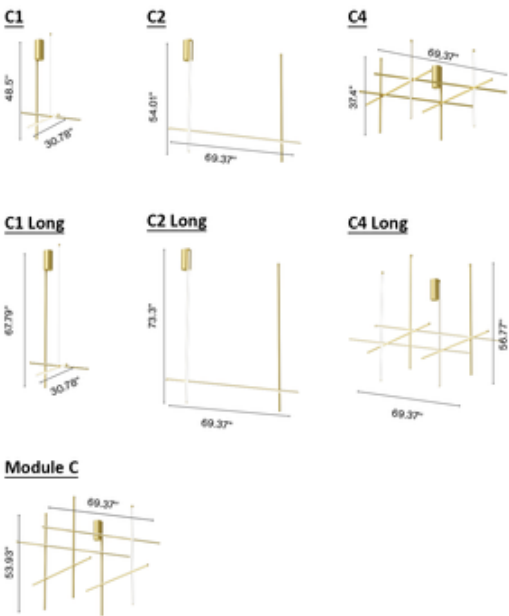 C1
C2
C4
48.5"
30.78"
54.01"
69.37"
69.37"
37.4"
C1 Long
C2 Long
C4 Long
67.79"
30.78"
73.3"
69.37"
56.77"
69.37"
Module C
69.37"
53.93"